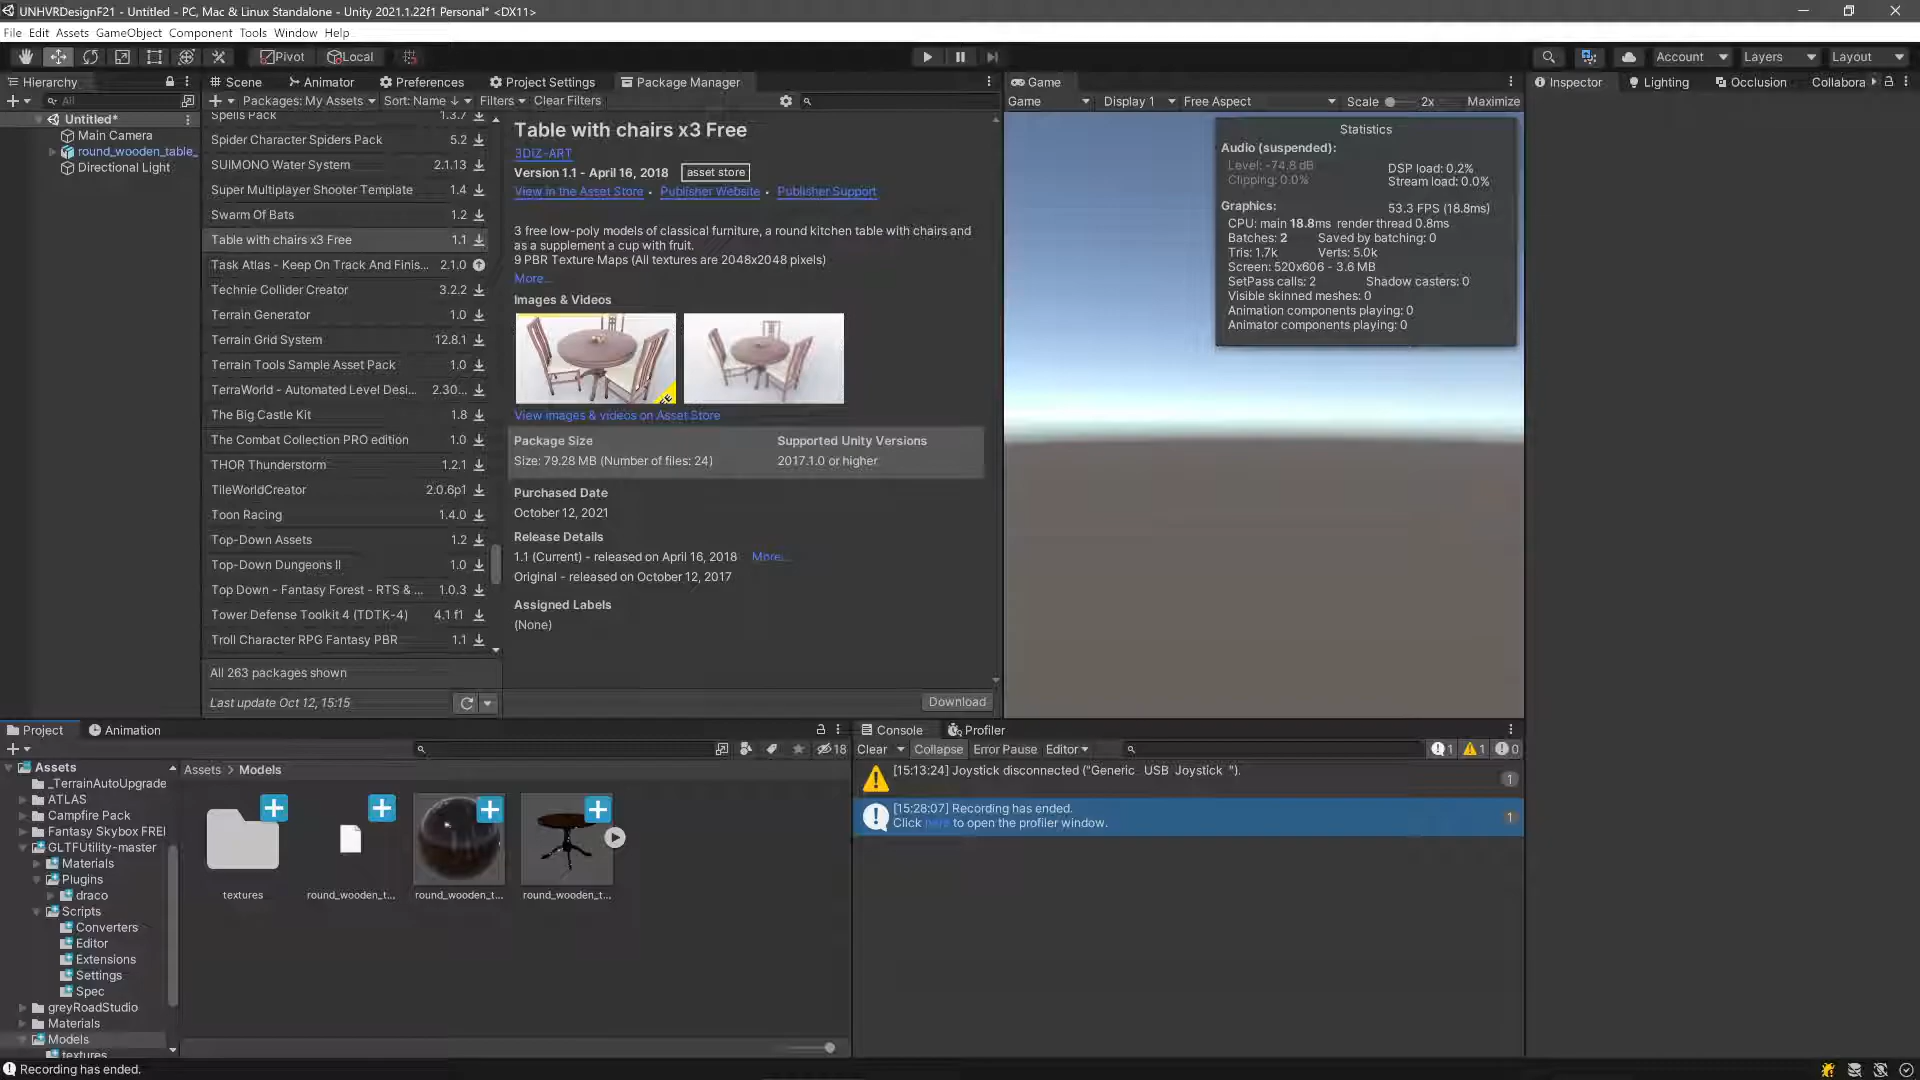 UNHVRDesignF21 - Untitled - PC, Mac & Linux Standalone - Unity 2021.1.22f1 Personal* <DX11>
File Edit Assets GameObject Component Tools Window Help
Pivot Local Account Layers Layout
Hierarchy
All
Untitled*
Main Camera
round_wooden_table_
Directional Light
Scene Animator Preferences Project Settings Package Manager
Packages: My Assets Sort: Name ↓ Filters Clear Filters
Spells Pack 1.3.7
Spider Character Spiders Pack 5.2
SUIMONO Water System 2.1.13
Super Multiplayer Shooter Template 1.4
Swarm Of Bats 1.2
Table with chairs x3 Free 1.1
Task Atlas - Keep On Track And Finis... 2.1.0
Technie Collider Creator 3.2.2
Terrain Generator 1.0
Terrain Grid System 12.8.1
Terrain Tools Sample Asset Pack 1.0
TerraWorld - Automated Level Desi... 2.30...
The Big Castle Kit 1.8
The Combat Collection PRO edition 1.0
THOR Thunderstorm 1.2.1
TileWorldCreator 2.0.6p1
Toon Racing 1.4.0
Top-Down Assets 1.2
Top-Down Dungeons II 1.0
Top Down - Fantasy Forest - RTS & ... 1.0.3
Tower Defense Toolkit 4 (TDTK-4) 4.1 f1
Troll Character RPG Fantasy PBR 1.1
All 263 packages shown
Last update Oct 12, 15:15
Table with chairs x3 Free
3DIZ-ART
Version 1.1 - April 16, 2018 asset store
View in the Asset Store • Publisher Website • Publisher Support
3 free low-poly models of classical furniture, a round kitchen table with chairs and
as a supplement a cup with fruit.
9 PBR Texture Maps (All textures are 2048x2048 pixels)
More...
Images & Videos
View images & videos on Asset Store
Package Size Supported Unity Versions
Size: 79.28 MB (Number of files: 24) 2017.1.0 or higher
Purchased Date
October 12, 2021
Release Details
1.1 (Current) - released on April 16, 2018 More...
Original - released on October 12, 2017
Assigned Labels
(None)
Download
Game
Game Display 1 Free Aspect Scale 2x Maximize
Statistics
Audio (suspended):
Level: -74.8 dB DSP load: 0.2%
Clipping: 0.0% Stream load: 0.0%
Graphics: 53.3 FPS (18.8ms)
CPU: main 18.8ms render thread 0.8ms
Batches: 2 Saved by batching: 0
Tris: 1.7k Verts: 5.0k
Screen: 520x606 - 3.6 MB
SetPass calls: 2 Shadow casters: 0
Visible skinned meshes: 0
Animation components playing: 0
Animator components playing: 0
Inspector Lighting Occlusion Collabora
Project Animation
18
Assets
_TerrainAutoUpgrade
ATLAS
Campfire Pack
Fantasy Skybox FREI
GLTFUtility-master
Materials
Plugins
draco
Scripts
Converters
Editor
Extensions
Settings
Spec
greyRoadStudio
Materials
Models
textures
Assets > Models
textures round_wooden_t... round_wooden_t... round_wooden_t...
Console Profiler
Clear Collapse Error Pause Editor 1 1 0
[15:13:24] Joystick disconnected ("Generic USB Joystick ").
1
[15:28:07] Recording has ended.
Click here to open the profiler window.
1
Recording has ended.